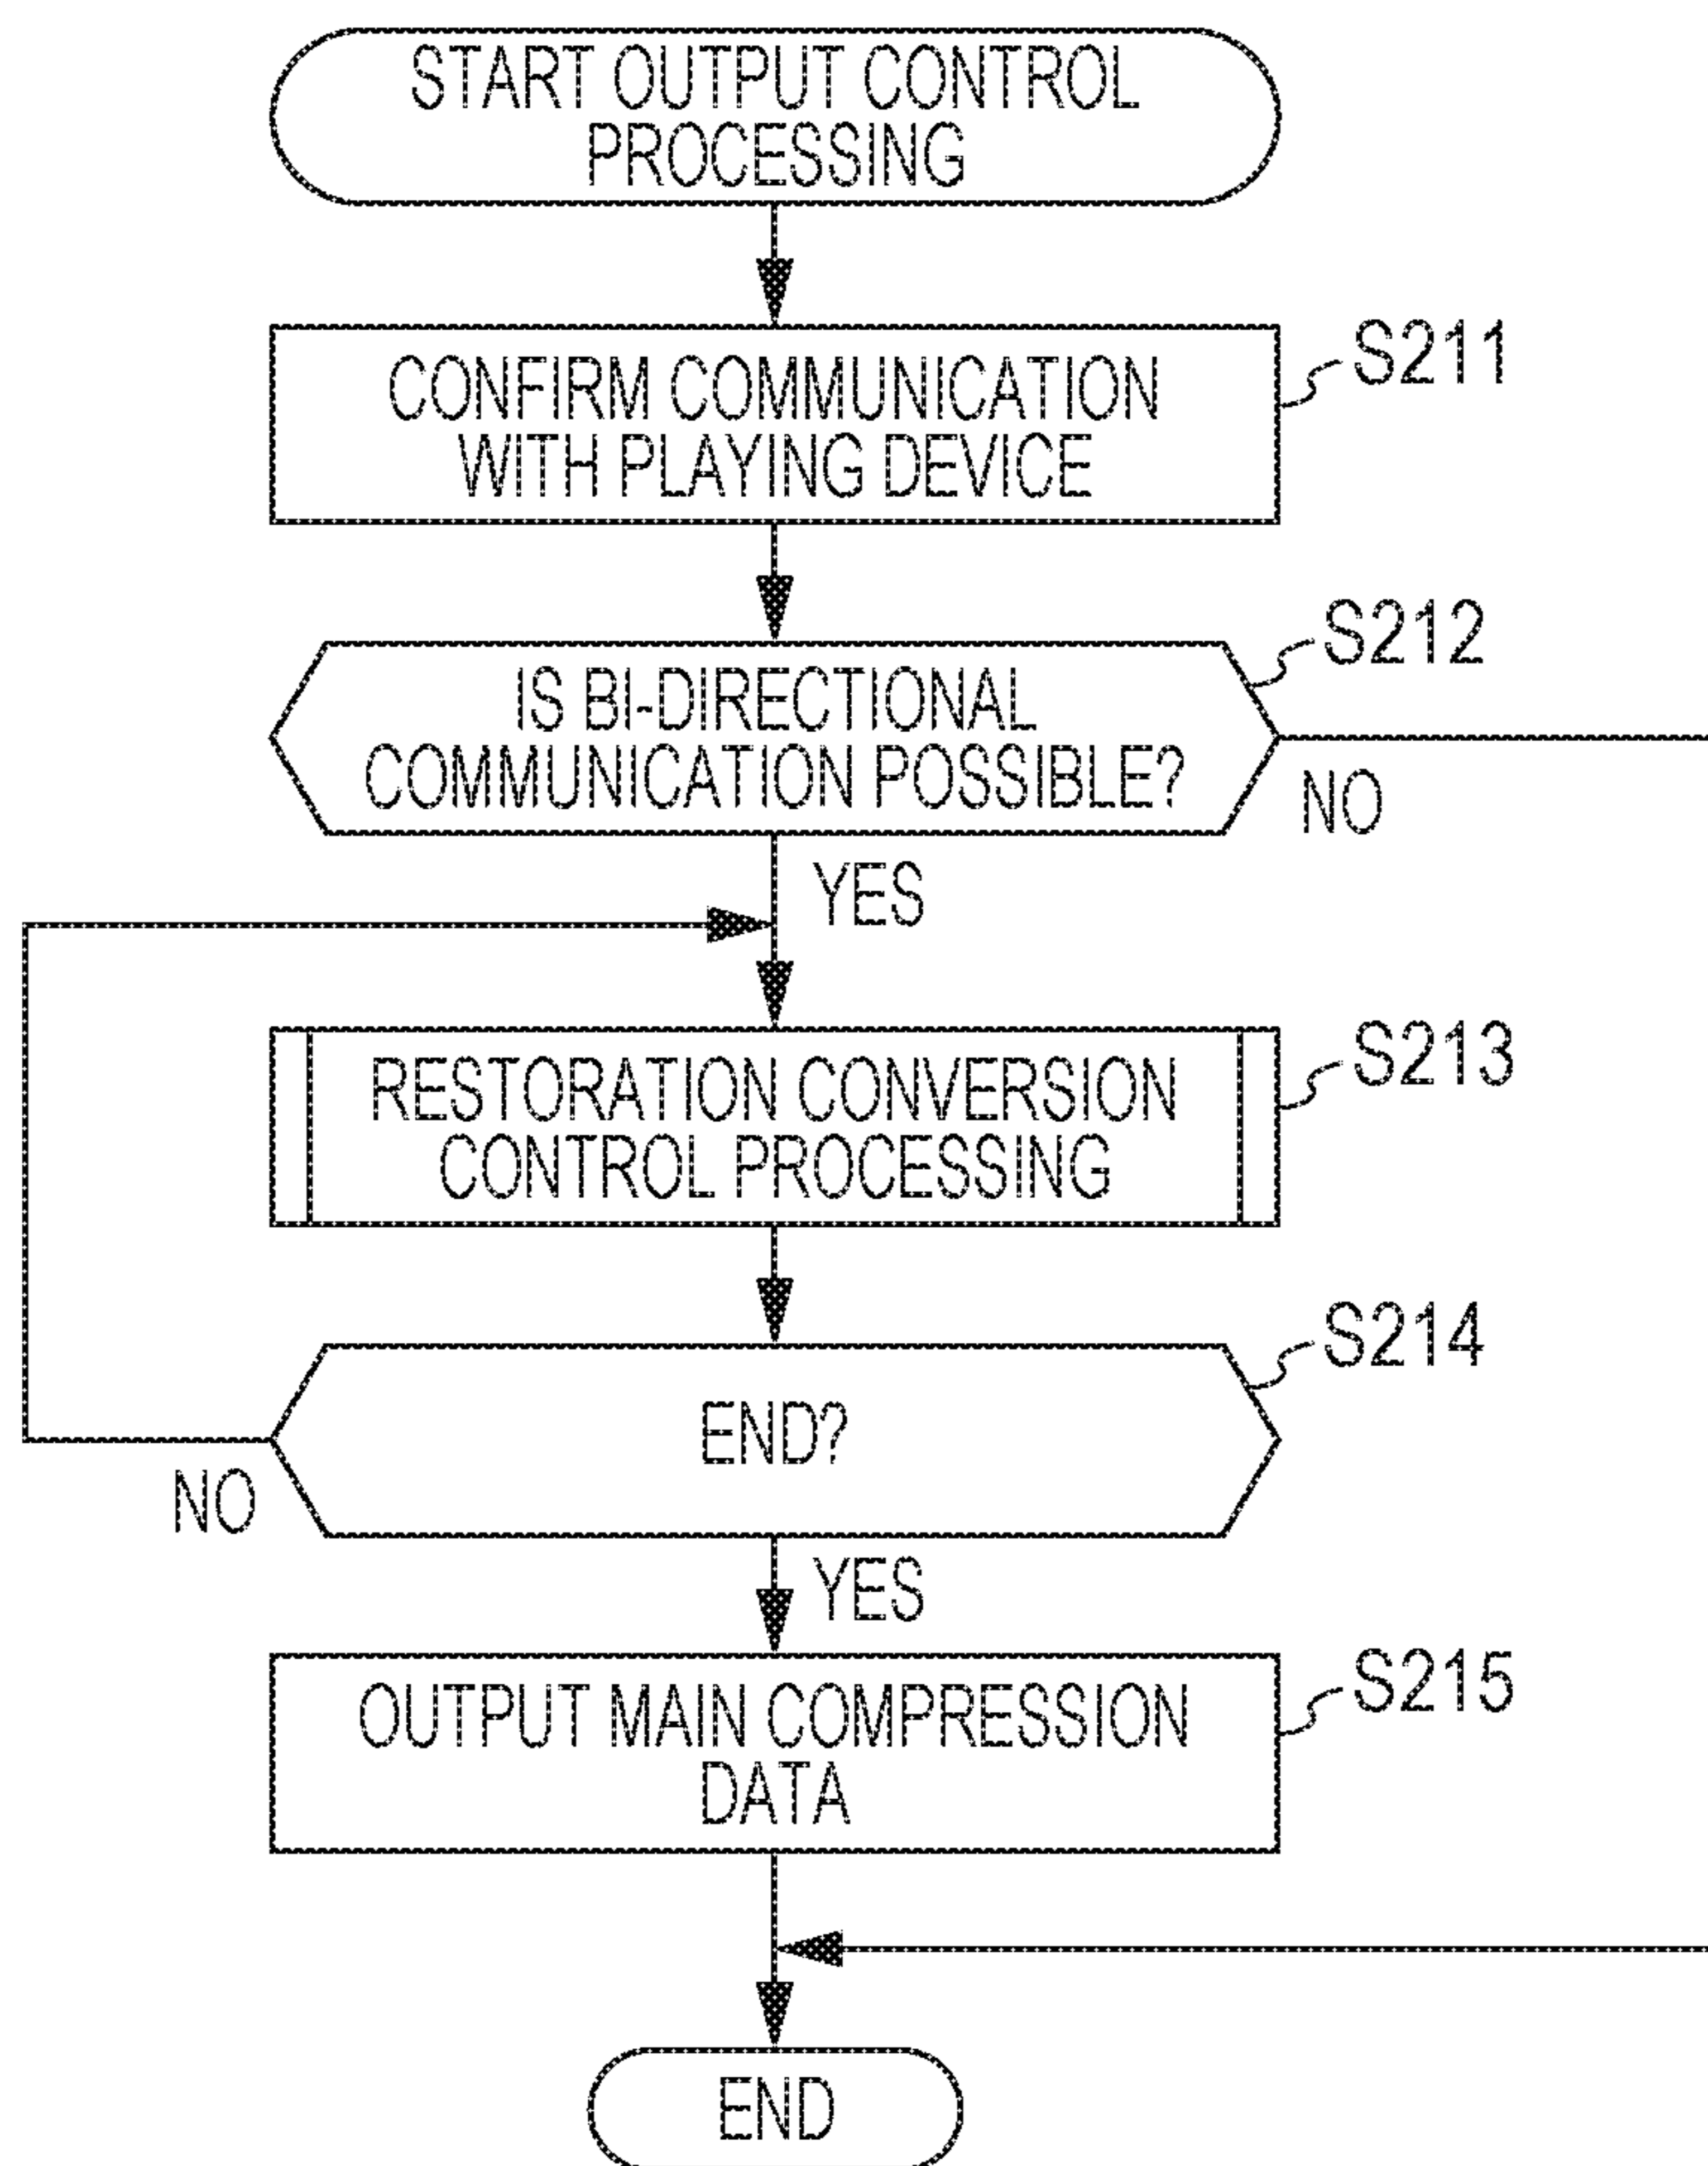 START OUTPUT CONTROL
PROCESSING
CONFIRM COMMUNICATION
WITH PLAYING DEVICE
S211
IS BI-DIRECTIONAL
COMMUNICATION POSSIBLE?
S212
NO
YES
RESTORATION CONVERSION
CONTROL PROCESSING
S213
END?
S214
NO
YES
OUTPUT MAIN COMPRESSION
DATA
S215
END